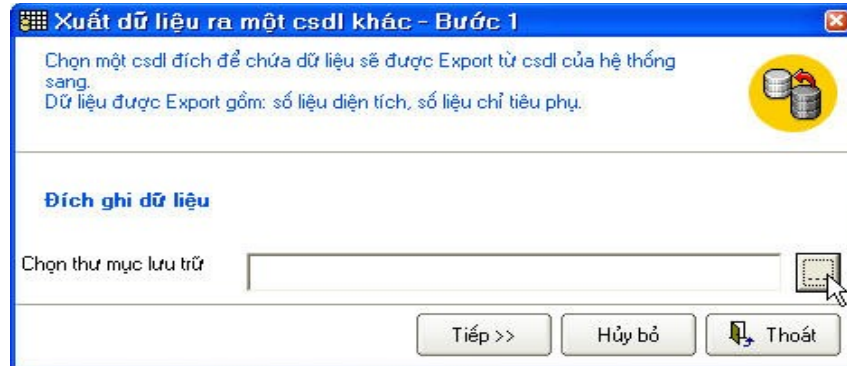 Xuất dữ liệu ra một csdl khác - Bước 1
Chọn một csdl đích để chứa dữ liệu sẽ được Export từ csdl của hệ thống
sang.
Dữ liệu được Export gồm: số liệu diện tích, số liệu chỉ tiêu phụ.
Đích ghi dữ liệu
Chọn thư mục lưu trữ
...
Tiếp >>
Hủy bỏ
Thoát